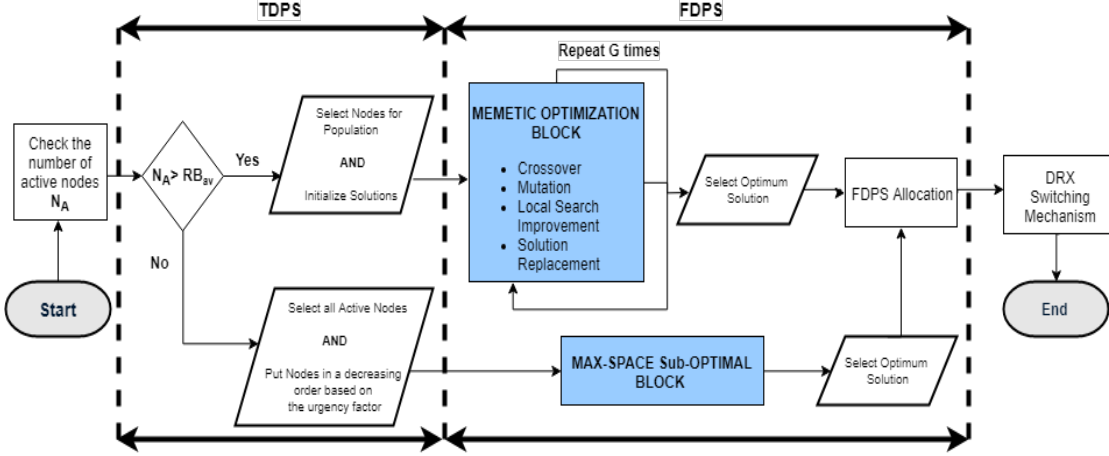 TDPS
FDPS
Repeat G times
Check the
number of
active nodes
N_A
Start
N_A> RB_av
Yes
No
Select Nodes for
Population
AND
Initialize Solutions
Select all Active Nodes
AND
Put Nodes in a decreasing
order based on
the urgency factor
MEMETIC OPTIMIZATION
BLOCK
• Crossover
• Mutation
• Local Search
Improvement
• Solution
Replacement
Select Optimum
Solution
MAX-SPACE Sub-OPTIMAL
BLOCK
Select Optimum
Solution
FDPS Allocation
DRX
Switching
Mechanism
End